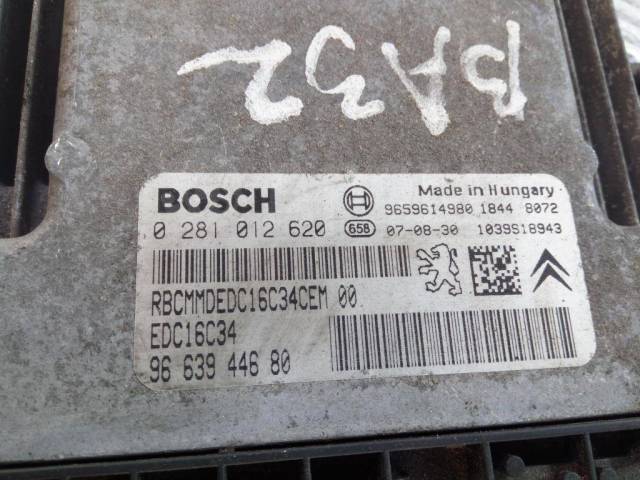 BA32
BOSCH
Made in Hungary
9659614980 1844 8072
0 281 012 620
658 07-08-30 1039S18943
RBCMMDEDC16C34CEM 00
EDC16C34
96 639 446 80